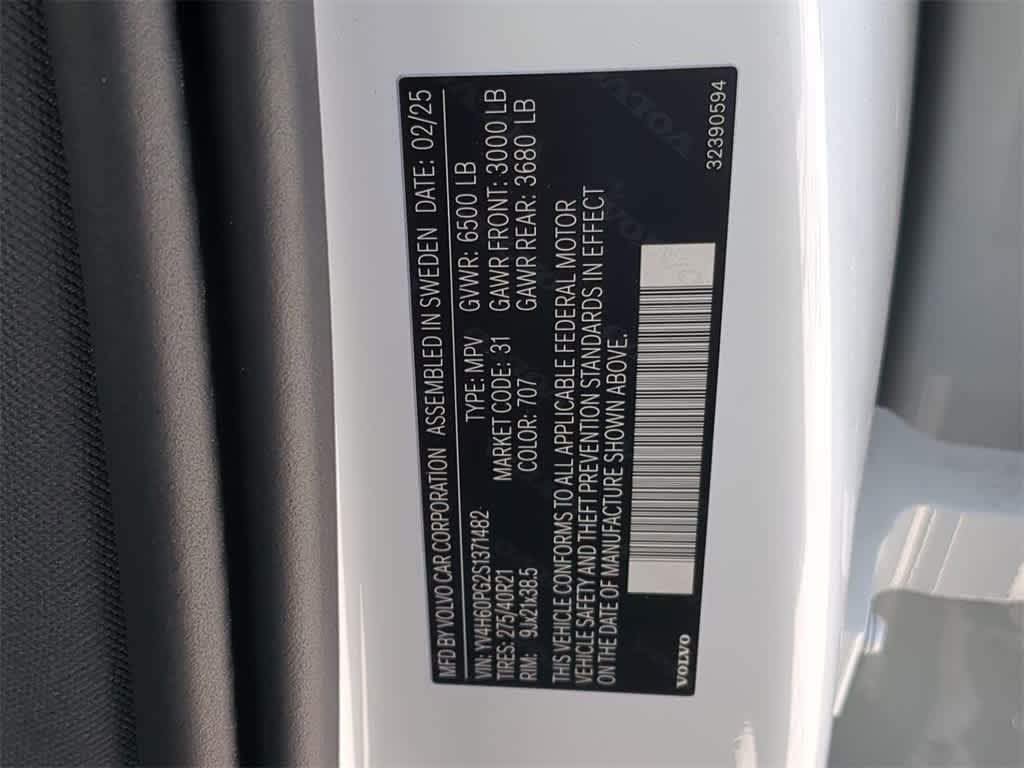 MFD BY VOLVO CAR CORPORATION ASSEMBLED IN SWEDEN DATE: 02/25
VIN: YV4H60PG2S1371482 TYPE: MPV GVWR: 6500 LB
TIRES: 275/40R21 MARKET CODE: 31 GAWR FRONT: 3000 LB
RIM: 9Jx21x38.5 COLOR: 707 GAWR REAR: 3680 LB
THIS VEHICLE CONFORMS TO ALL APPLICABLE FEDERAL MOTOR
VEHICLE SAFETY AND THEFT PREVENTION STANDARDS IN EFFECT
ON THE DATE OF MANUFACTURE SHOWN ABOVE.
VOLVO
32390594